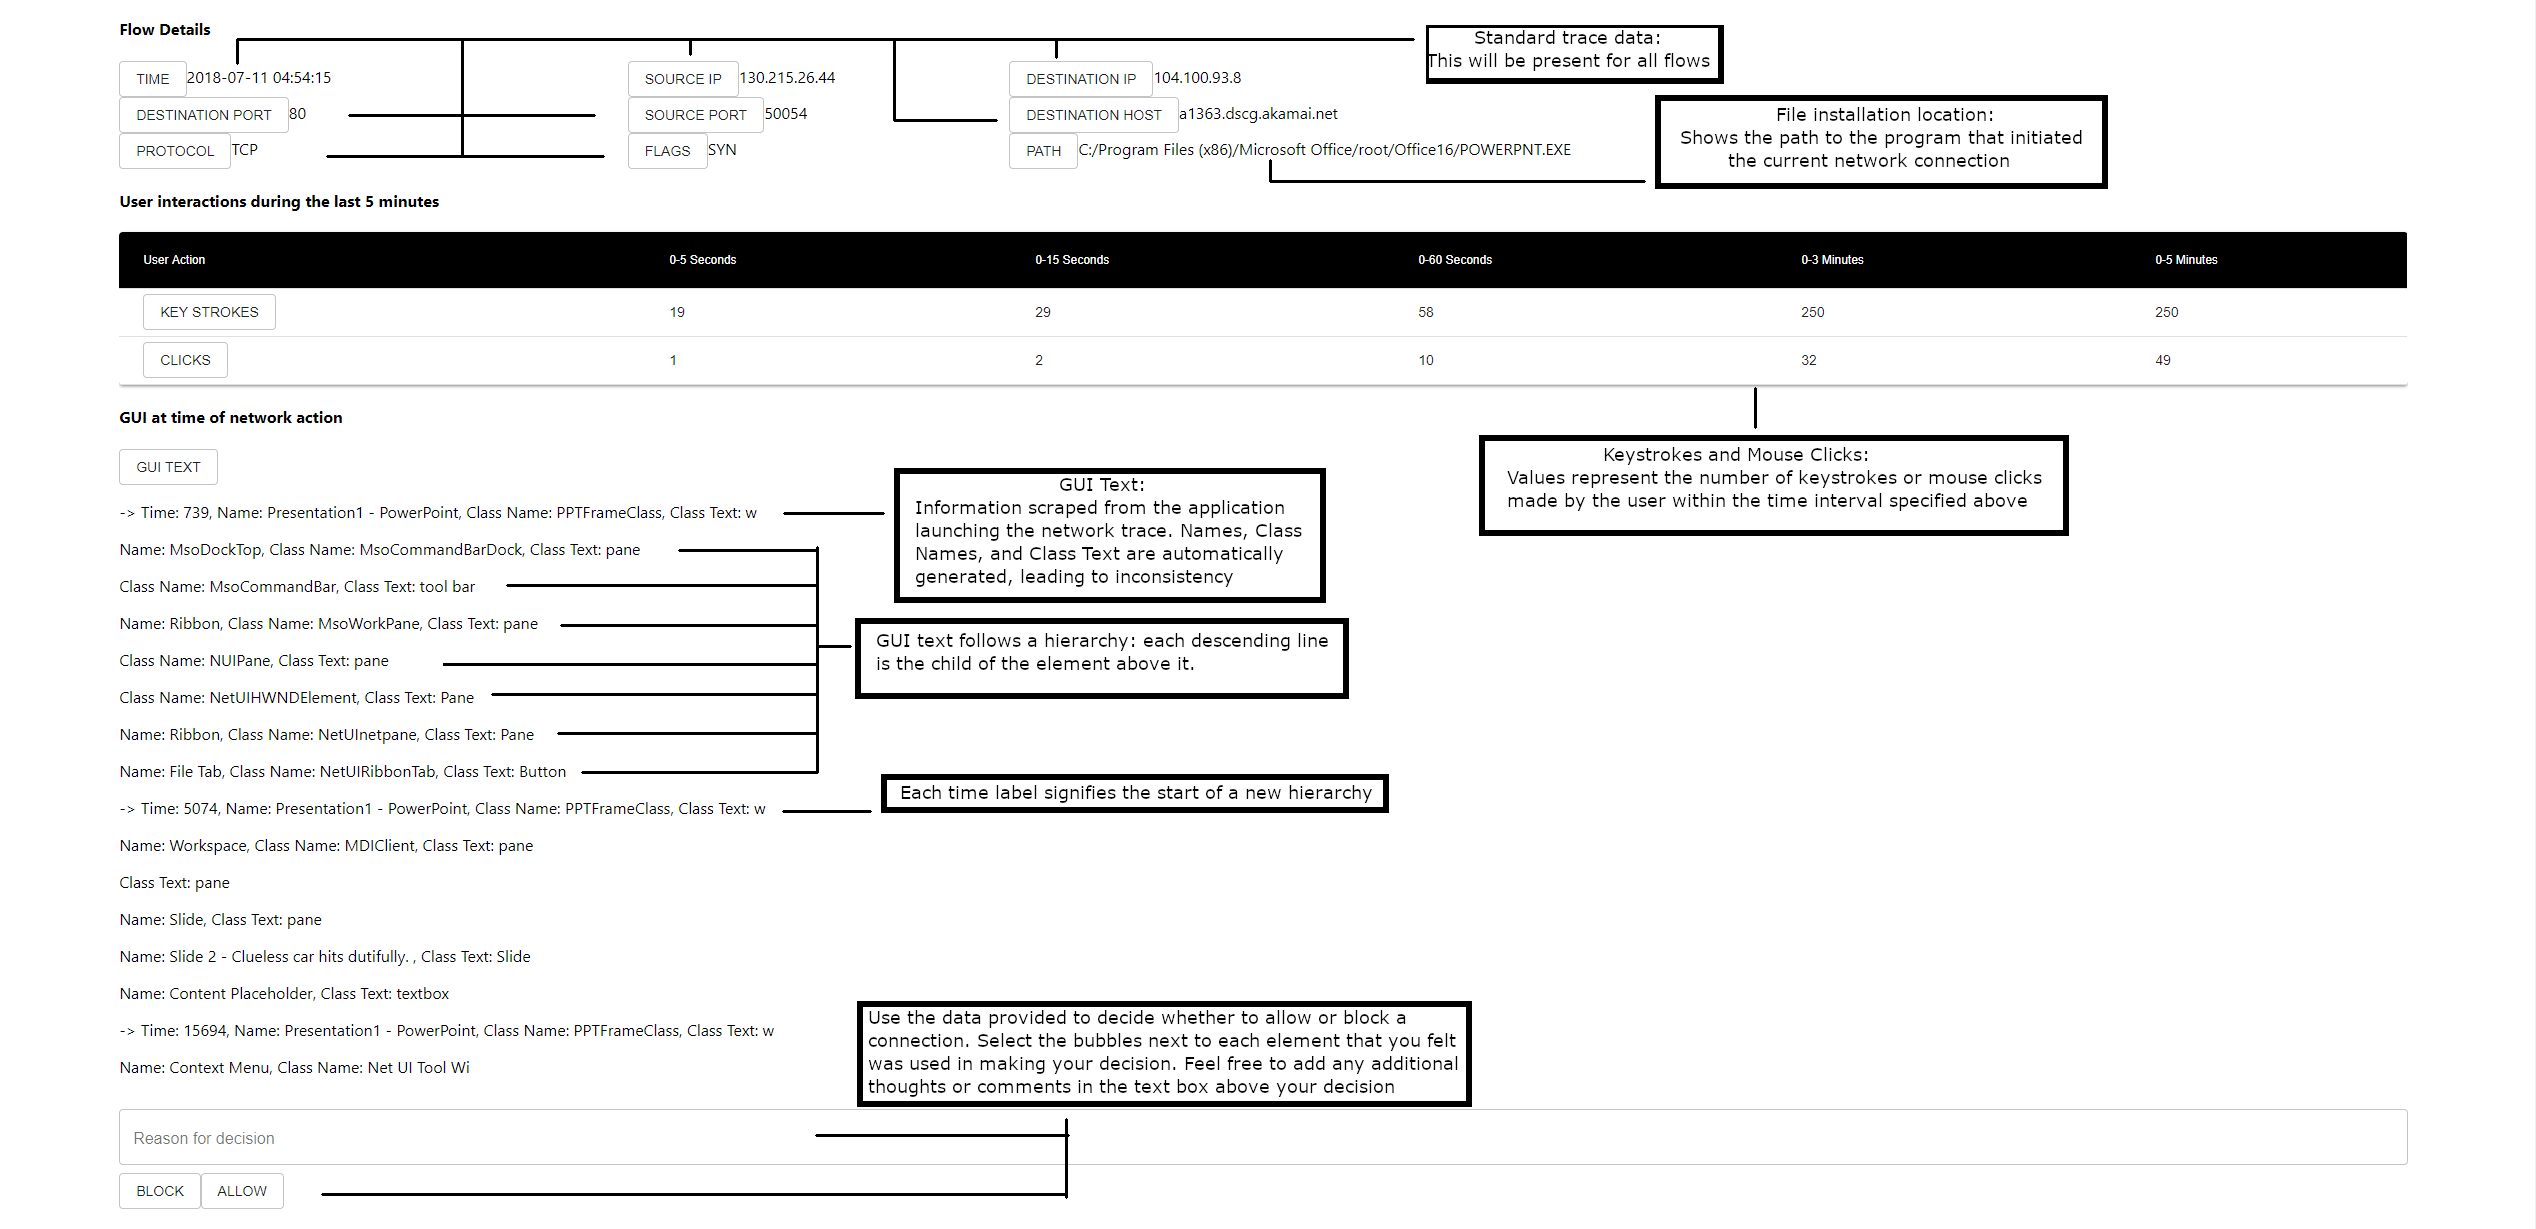 Flow Details
Standard trace data:
This will be present for all flows
TIME 2018-07-11 04:54:15 SOURCE IP 130.215.26.44 DESTINATION IP 104.100.93.8
DESTINATION PORT 80 SOURCE PORT 50054 DESTINATION HOST a1363.dscg.akamai.net
PROTOCOL TCP FLAGS SYN PATH C:/Program Files (x86)/Microsoft Office/root/Office16/POWERPNT.EXE
File installation location:
Shows the path to the program that initiated
the current network connection
User interactions during the last 5 minutes
User Action 0-5 Seconds 0-15 Seconds 0-60 Seconds 0-3 Minutes 0-5 Minutes
KEY STROKES 19 29 58 250 250
CLICKS 1 2 10 32 49
Keystrokes and Mouse Clicks:
Values represent the number of keystrokes or mouse clicks
made by the user within the time interval specified above
GUI at time of network action
GUI TEXT
-> Time: 739, Name: Presentation1 - PowerPoint, Class Name: PPTFrameClass, Class Text: w
Name: MsoDockTop, Class Name: MsoCommandBarDock, Class Text: pane
Class Name: MsoCommandBar, Class Text: tool bar
Name: Ribbon, Class Name: MsoWorkPane, Class Text: pane
Class Name: NUIPane, Class Text: pane
Class Name: NetUIHWNDElement, Class Text: Pane
Name: Ribbon, Class Name: NetUInetpane, Class Text: Pane
Name: File Tab, Class Name: NetUIRibbonTab, Class Text: Button
-> Time: 5074, Name: Presentation1 - PowerPoint, Class Name: PPTFrameClass, Class Text: w
Name: Workspace, Class Name: MDIClient, Class Text: pane
Class Text: pane
Name: Slide, Class Text: pane
Name: Slide 2 - Clueless car hits dutifully. , Class Text: Slide
Name: Content Placeholder, Class Text: textbox
-> Time: 15694, Name: Presentation1 - PowerPoint, Class Name: PPTFrameClass, Class Text: w
Name: Context Menu, Class Name: Net UI Tool Wi
GUI Text:
Information scraped from the application
launching the network trace. Names, Class
Names, and Class Text are automatically
generated, leading to inconsistency
GUI text follows a hierarchy: each descending line
is the child of the element above it.
Each time label signifies the start of a new hierarchy
Use the data provided to decide whether to allow or block a
connection. Select the bubbles next to each element that you felt
was used in making your decision. Feel free to add any additional
thoughts or comments in the text box above your decision
Reason for decision
BLOCK ALLOW